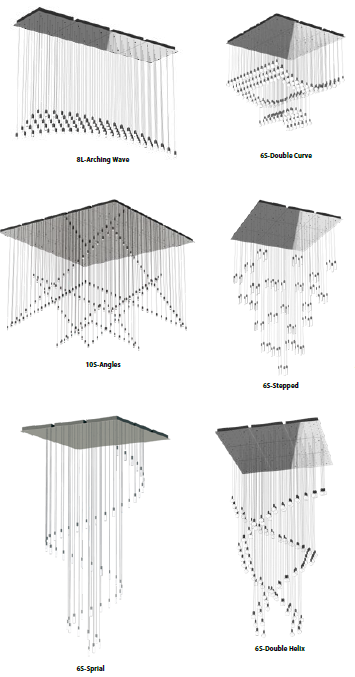 8L-Arching Wave
6S-Double Curve
10S-Angles
6S-Stepped
6S-Sprial
6S-Double Helix